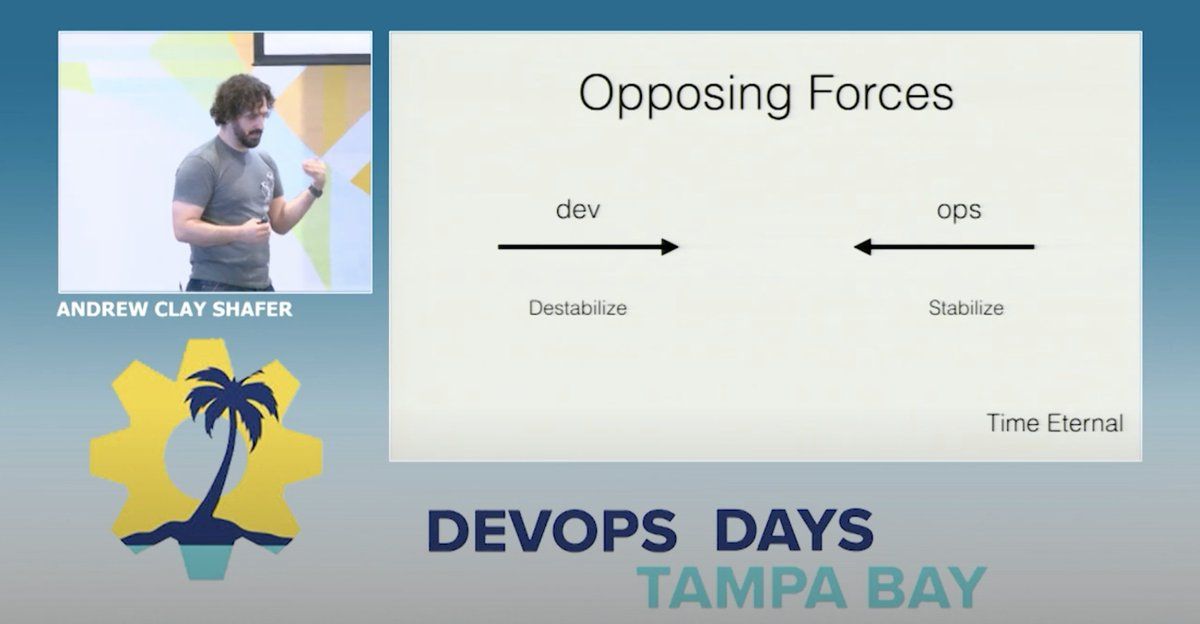 Opposing Forces
dev
ops
Destabilize
Stabilize
Time Eternal
ANDREW CLAY SHAFER
DEVOPS DAYS
TAMPA BAY